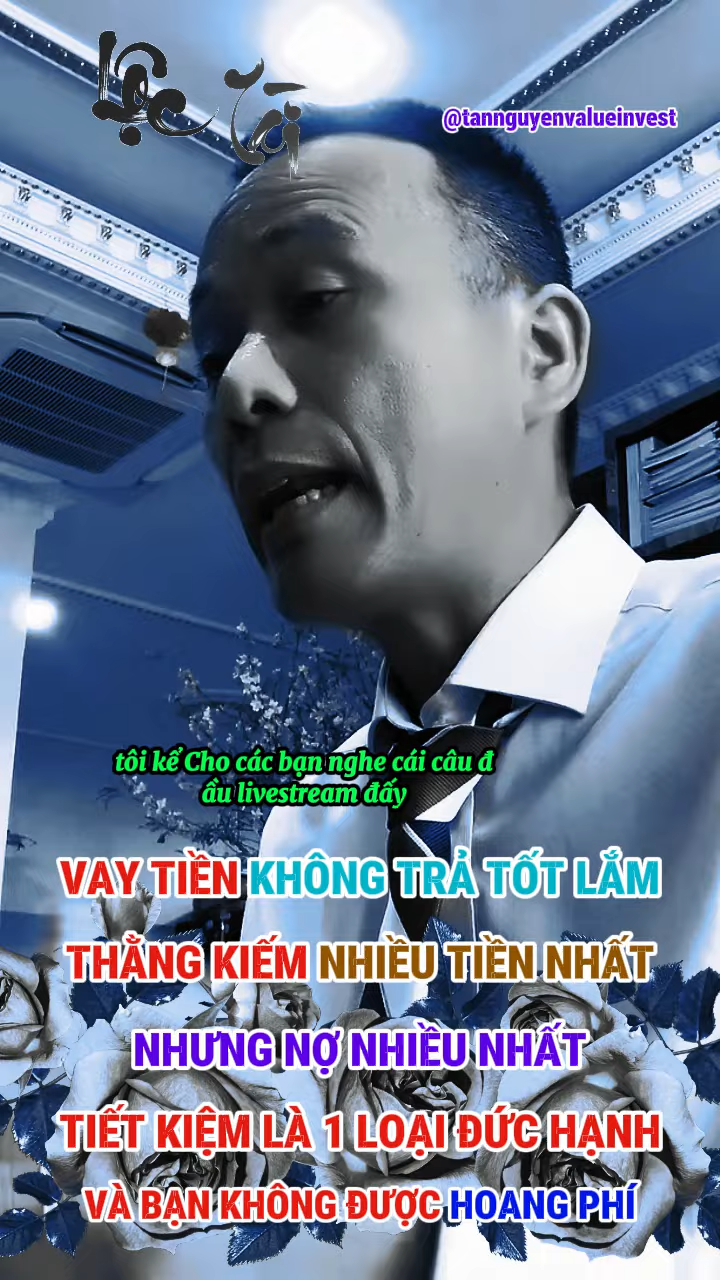 Lộc Tài
@tannguyenvalueinvest
tôi kể Cho các bạn nghe cái câu đ
ầu livestream đấy
VAY TIỀN KHÔNG TRẢ TỐT LẮM
THẰNG KIẾM NHIỀU TIỀN NHẤT
NHƯNG NỢ NHIỀU NHẤT
TIẾT KIỆM LÀ 1 LOẠI ĐỨC HẠNH
VÀ BẠN KHÔNG ĐƯỢC HOANG PHÍ